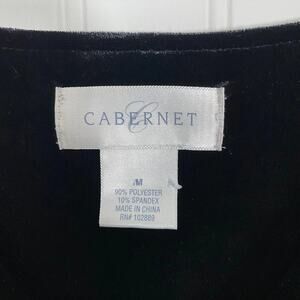 C
CABERNET
M
90% POLYESTER
10% SPANDEX
MADE IN CHINA
RN# 102889